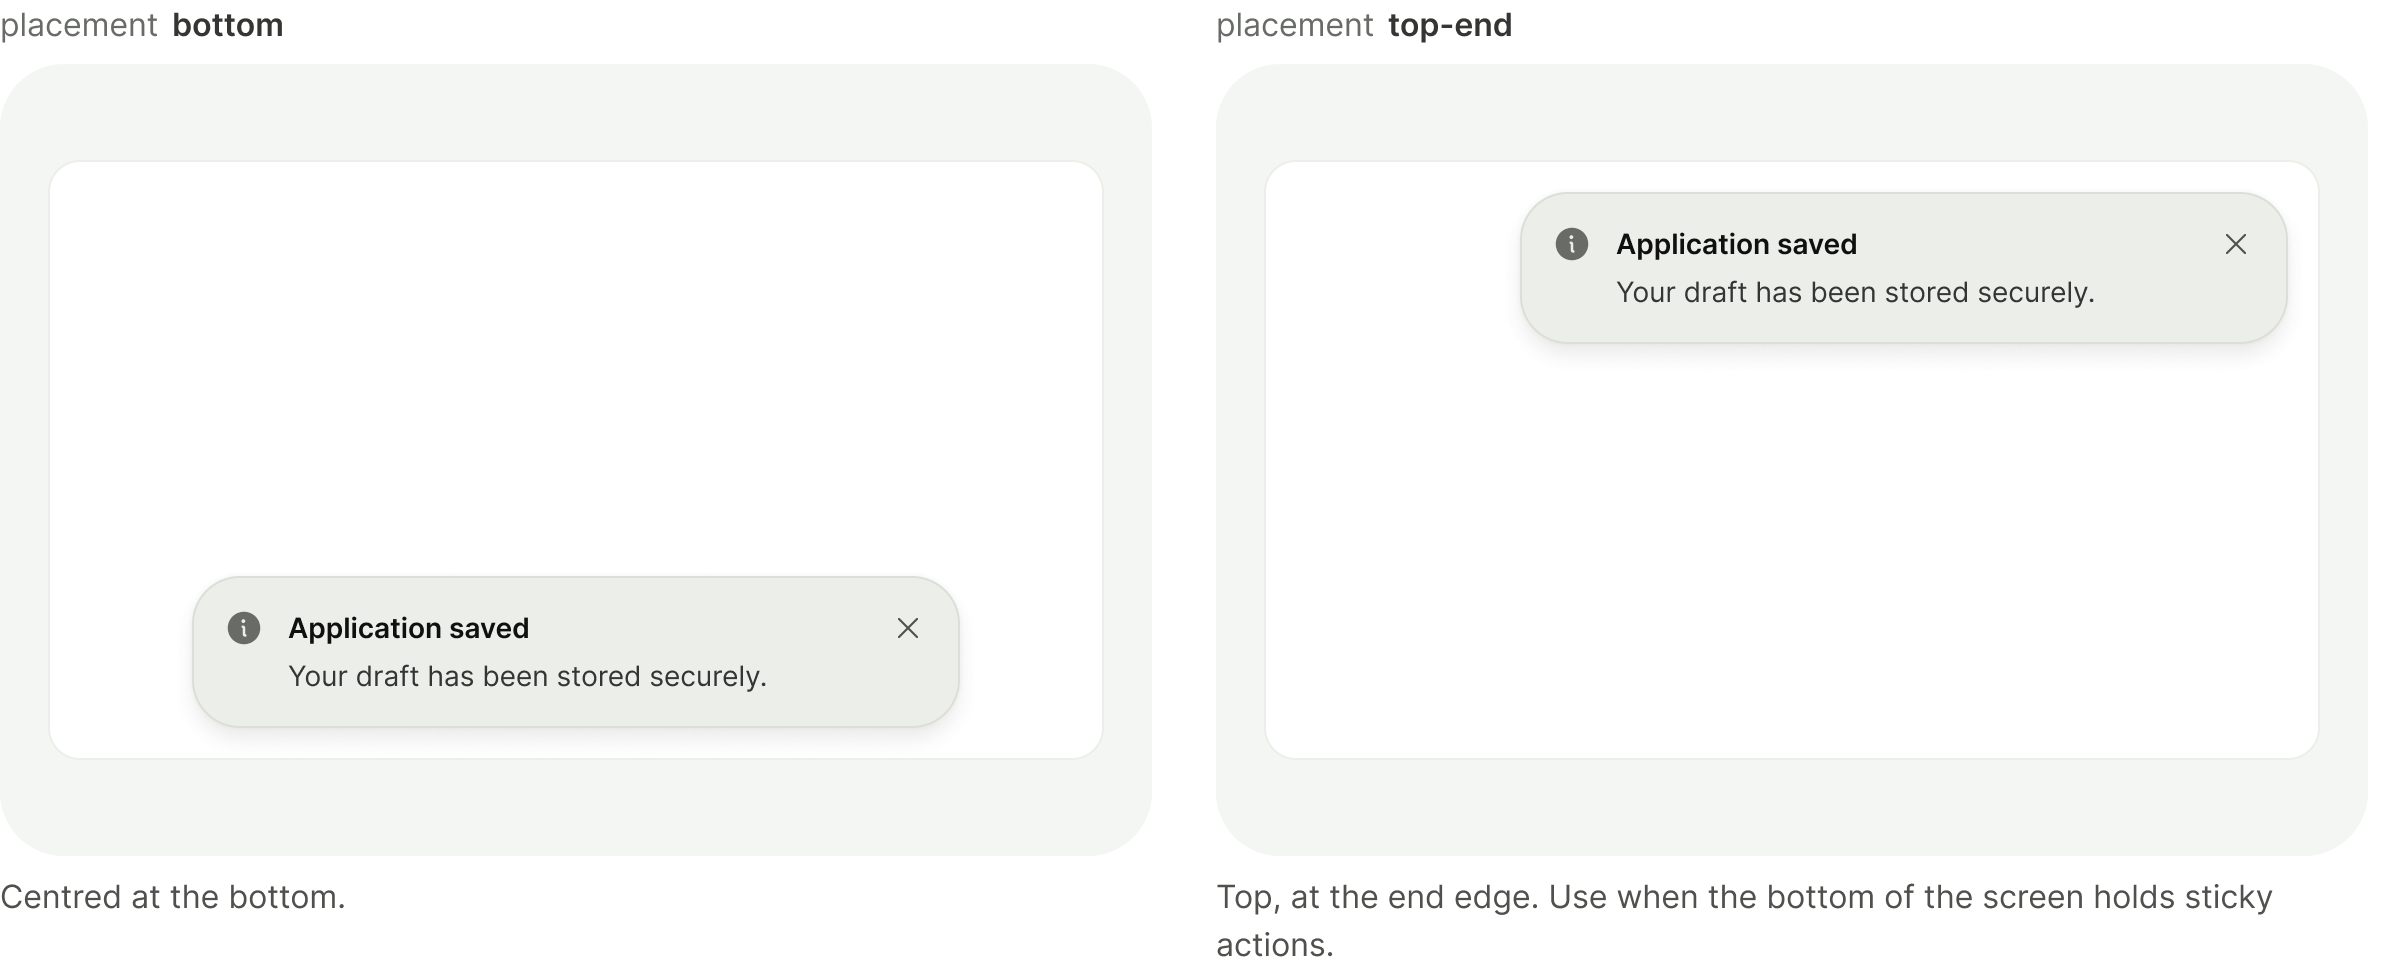 placement bottom
Centred at the bottom.
Application saved
Your draft has been stored securely.
placement top-end
Application saved
Your draft has been stored securely.
Top, at the end edge. Use when the bottom of the screen holds sticky
actions.